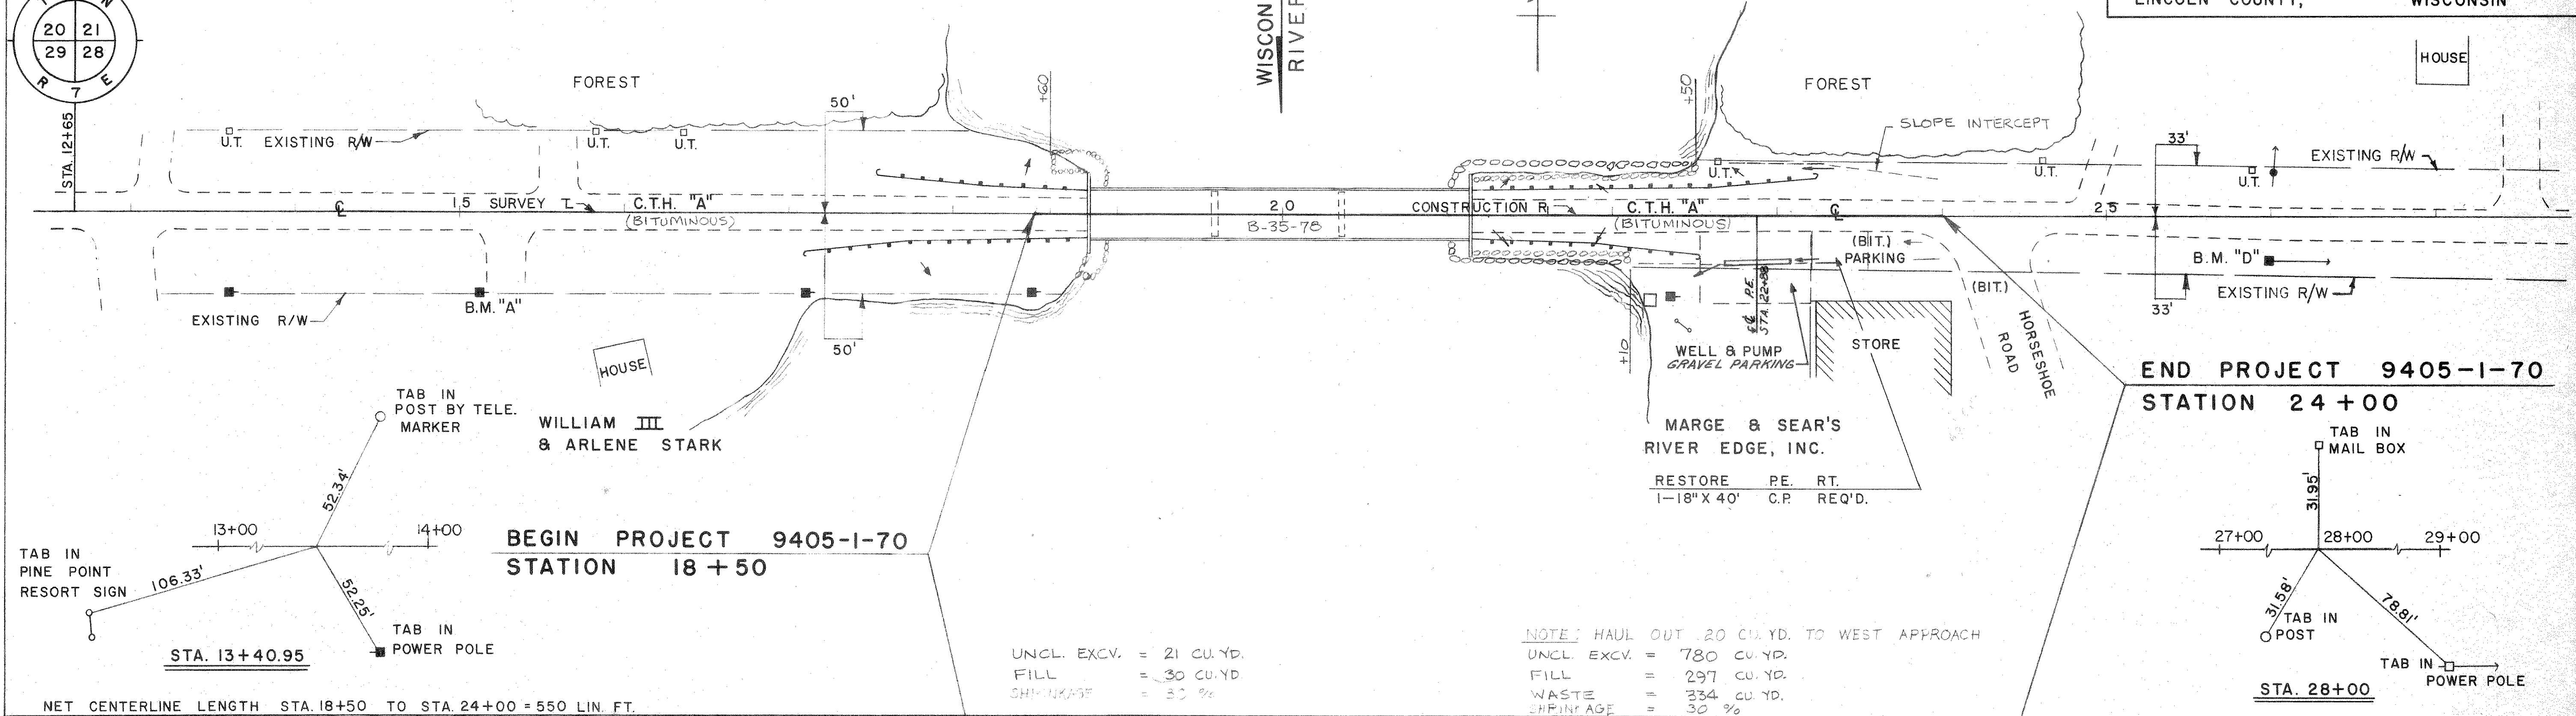 LINCOLN COUNTY, WISCONSIN
20 21
29 28
R 7 E
STA. 12+65
FOREST
U.T.
EXISTING R/W
U.T.
U.T.
50'
+60
WISCON
RIVER
+50
FOREST
SLOPE INTERCEPT
HOUSE
33'
EXISTING R/W
U.T.
U.T.
U.T.
15
SURVEY
C.T.H. "A"
(BITUMINOUS)
20
B-35-78
CONSTRUCTION R
C.T.H. "A"
(BITUMINOUS)
25
(BIT.)
PARKING
B.M. "D"
EXISTING R/W
33'
(BIT.)
HORSESHOE
ROAD
B.M. "A"
EXISTING R/W
50'
HOUSE
P.E.
STA. 22+88
+10
WELL & PUMP
GRAVEL PARKING
STORE
WILLIAM III
& ARLENE STARK
MARGE & SEAR'S
RIVER EDGE, INC.
RESTORE P.E. RT.
1-18" X 40' C.P. REQ'D.
END PROJECT 9405-1-70
STATION 24+00
TAB IN
POST BY TELE.
MARKER
52.34'
13+00
14+00
TAB IN
PINE POINT
RESORT SIGN
106.33'
52.25'
TAB IN
POWER POLE
STA. 13+40.95
BEGIN PROJECT 9405-1-70
STATION 18+50
TAB IN
MAIL BOX
31.95'
27+00
28+00
29+00
31.58'
TAB IN
POST
78.81'
TAB IN
POWER POLE
STA. 28+00
UNCL. EXCV. = 21 CU. YD.
FILL = 30 CU. YD.
SHRINKAGE = 30 %
NOTE: HAUL OUT 20 CU. YD. TO WEST APPROACH
UNCL. EXCV. = 780 CU. YD.
FILL = 297 CU. YD.
WASTE = 334 CU. YD.
SHRINKAGE = 30 %
NET CENTERLINE LENGTH STA. 18+50 TO STA. 24+00 = 550 LIN. FT.